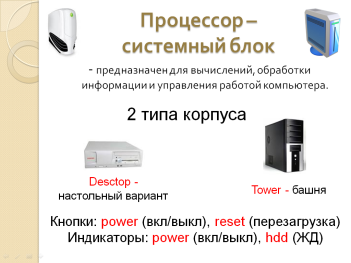 Процессор –
системный блок
- предназначен для вычислений, обработки
информации и управления работой компьютера.
2 типа корпуса
Desctop -
настольный вариант
Tower - башня
Кнопки: power (вкл/выкл), reset (перезагрузка)
Индикаторы: power (вкл/выкл), hdd (ЖД)